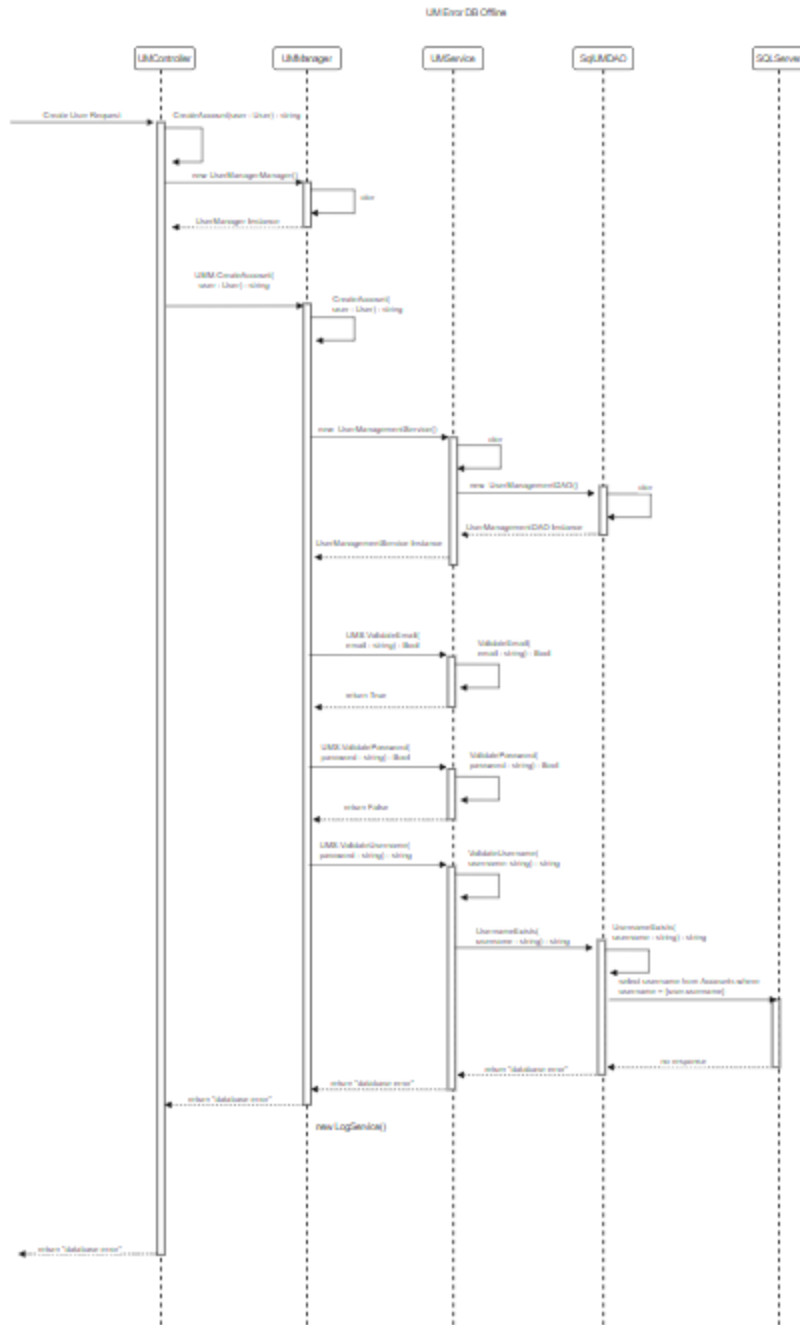 UM Error DB Offline
UMController
UMManager
UMService
SqlUMDAO
SQLServer
Create User Request
CreateAccount(user : User) : string
new UserManagerManager()
ctor
UserManager Instance
UMM.CreateAccount(
user : User) : string
CreateAccount(
user : User) : string
new UserManagementService()
ctor
new UserManagementDAO()
ctor
UserManagementDAO Instance
UserManagementService Instance
UMS.ValidateEmail(
email : string) : Bool
ValidateEmail(
email : string) : Bool
return True
UMS.ValidatePassword(
password : string) : Bool
ValidatePassword(
password : string) : Bool
return False
UMS.ValidateUsername(
password : string) : string
ValidateUsername(
username: string) : string
UsernameExists(
username : string) : string
UsernameExists(
username : string) : string
select username from Accounts where
username = [user.username]
no response
return "database error"
return "database error"
return "database error"
new LogService()
return "database error"